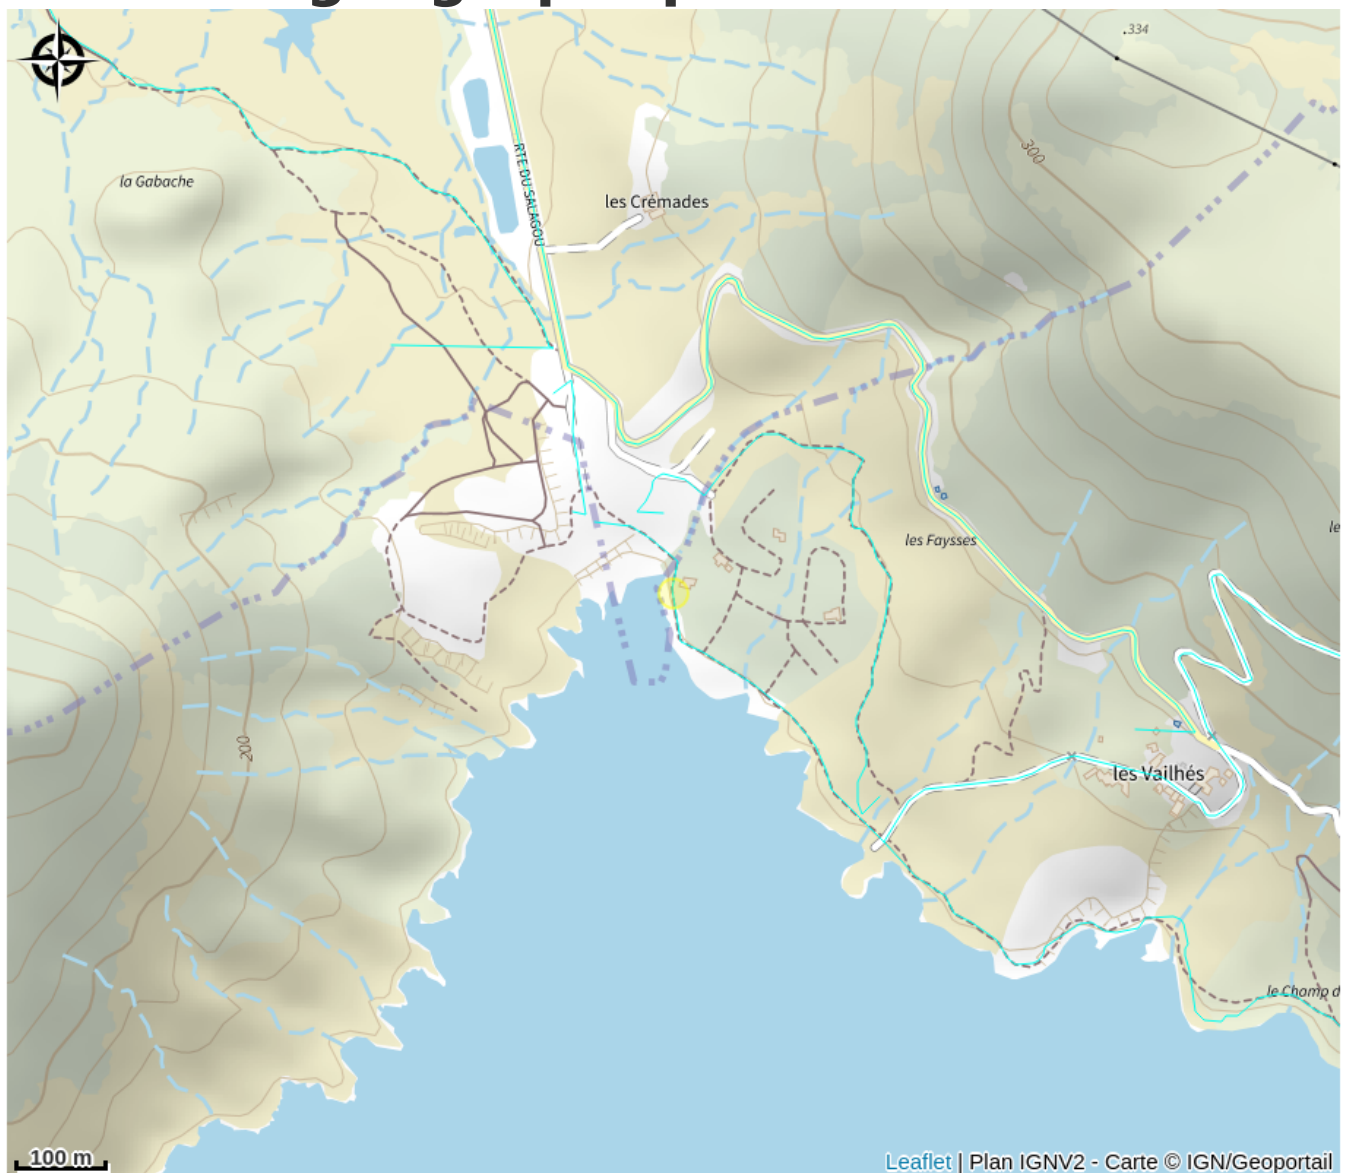 .334
300
la Gabache
RTE DU SALAGOU
les Crémades
le
les Faysses
200
les Vailhés
le Champ d
100 m
Leaflet | Plan IGNV2 - Carte © IGN/Geoportail